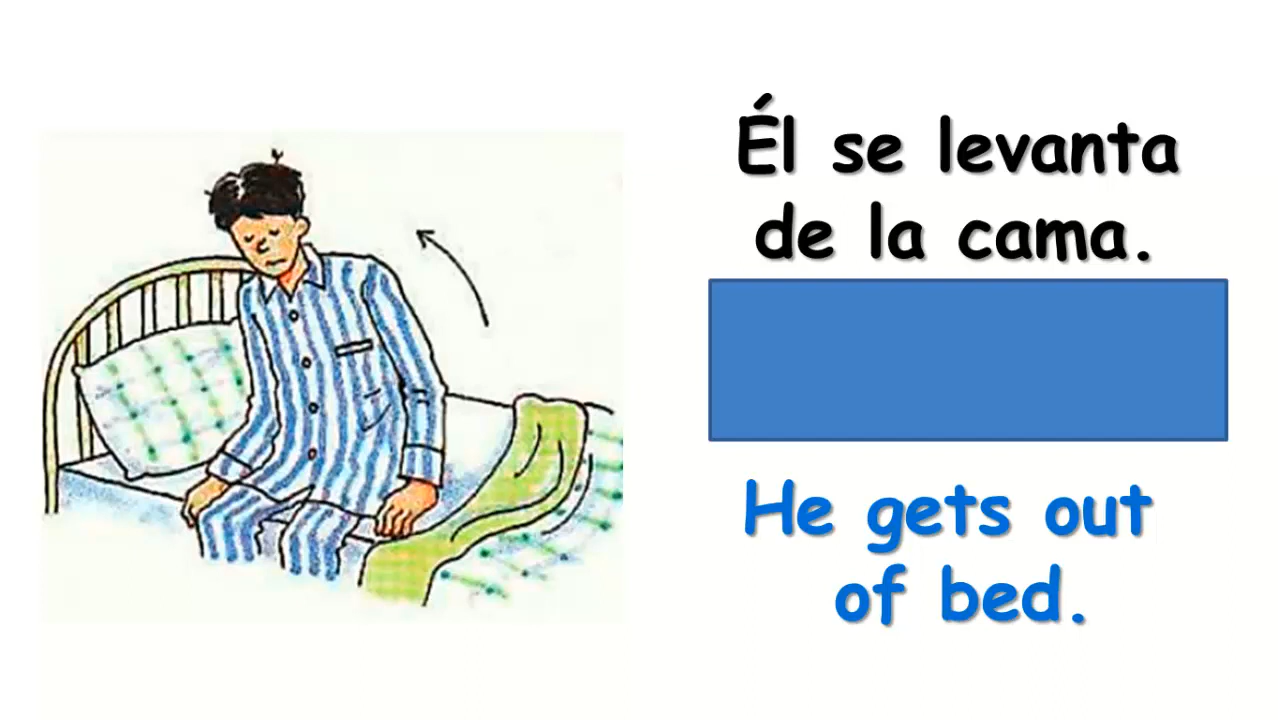 Él se levanta
de la cama.
He gets out
of bed.